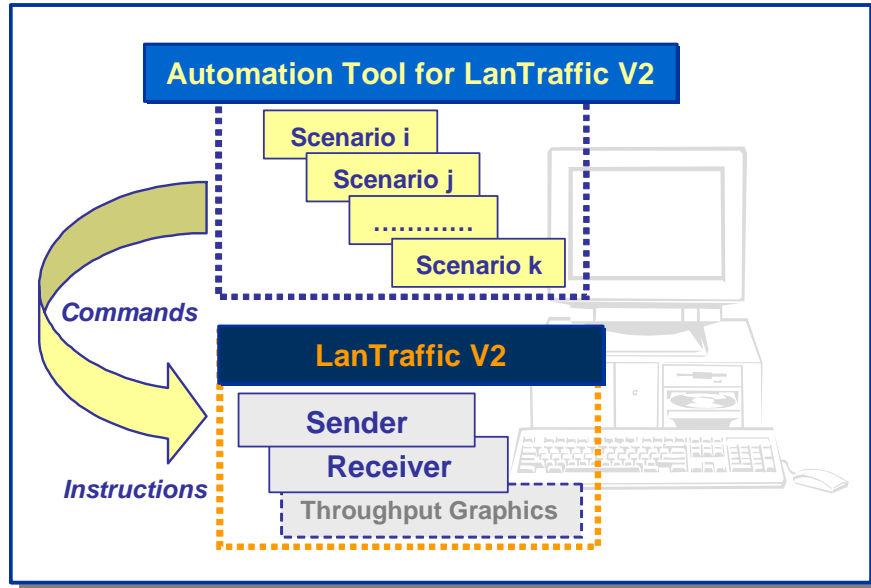 Automation Tool for LanTraffic V2
Scenario i
Scenario j
............
Scenario k
Commands
LanTraffic V2
Sender
Receiver
Instructions
Throughput Graphics